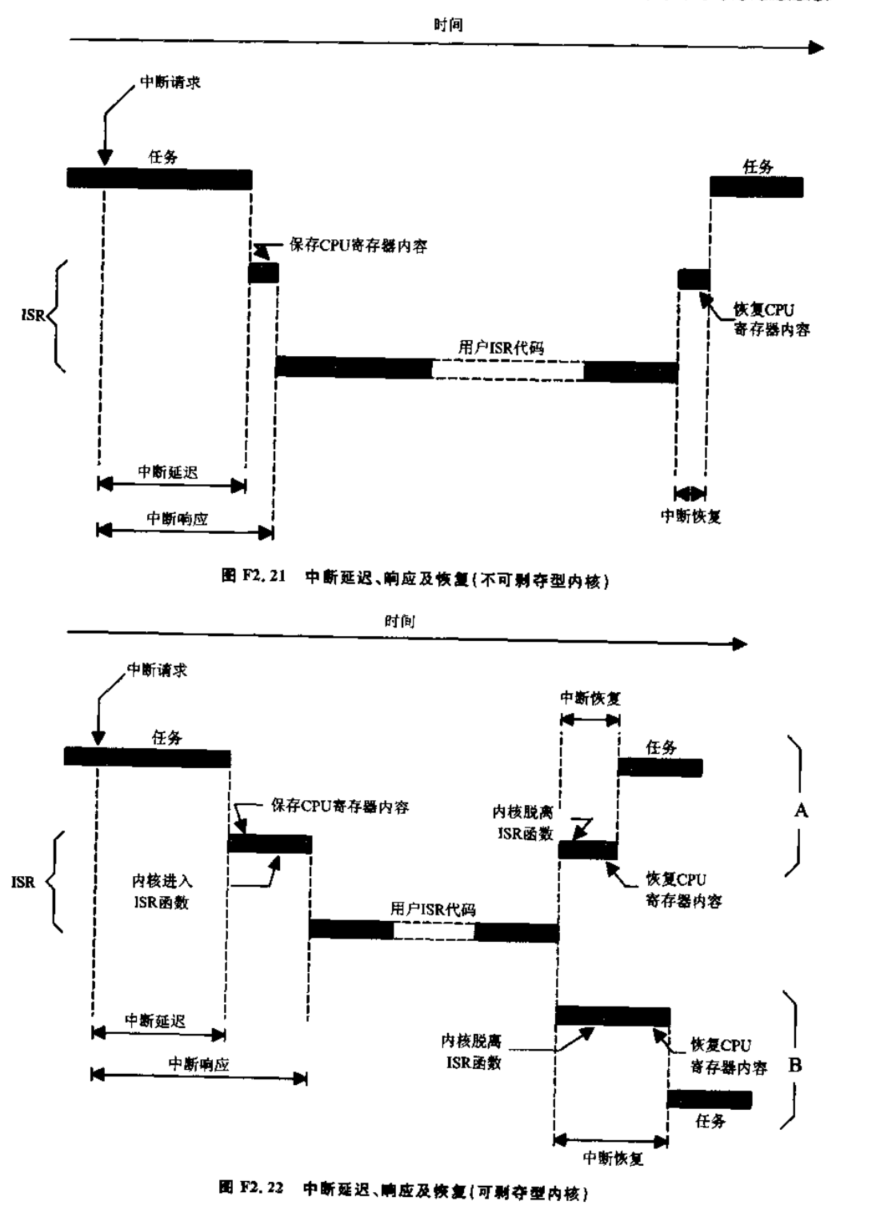 时间
中断请求
任务
任务
保存CPU寄存器内容
ISR
恢复CPU
寄存器内容
用户ISR代码
中断延迟
中断响应
中断恢复
图 F2.21 中断延迟、响应及恢复(不可剥夺型内核)
时间
中断请求
中断恢复
任务
任务
保存CPU寄存器内容
内核脱离
ISR函数
A
ISR
内核进入
ISR函数
恢复CPU
寄存器内容
用户ISR代码
中断延迟
内核脱离
ISR函数
恢复CPU
寄存器内容
B
中断响应
任务
中断恢复
图 F2.22 中断延迟、响应及恢复(可剥夺型内核)